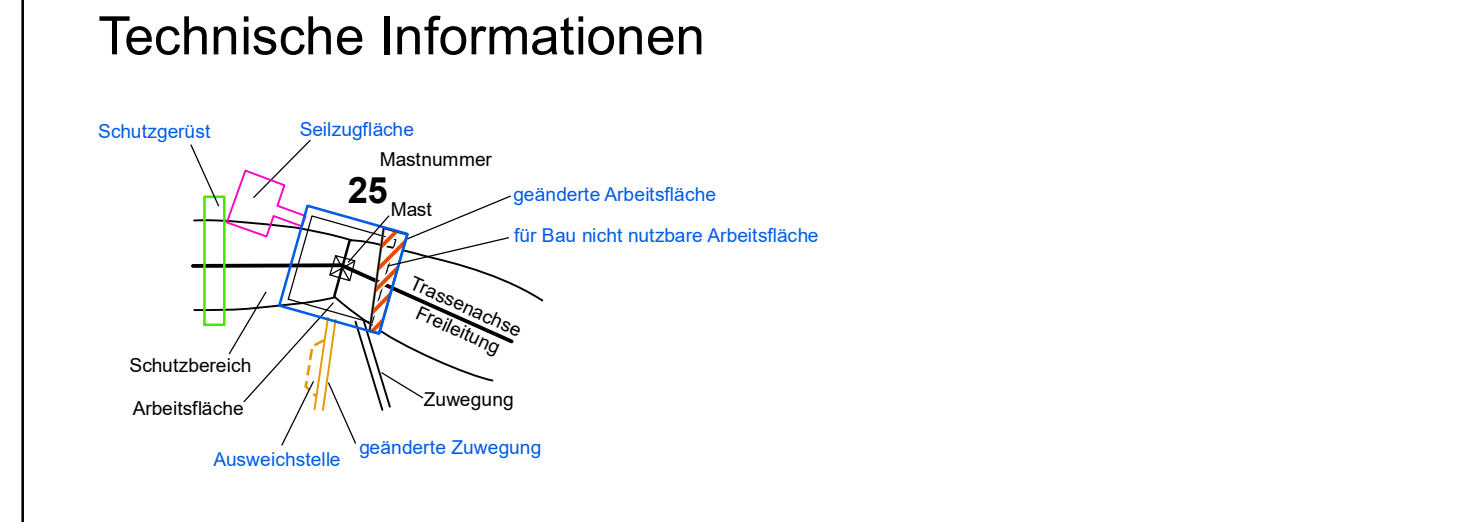 Technische Informationen
Schutzgerüst
Seilzugfläche
Mastnummer
25
Mast
geänderte Arbeitsfläche
für Bau nicht nutzbare Arbeitsfläche
Trassenachse
Freileitung
Schutzbereich
Arbeitsfläche
Zuwegung
geänderte Zuwegung
Ausweichstelle